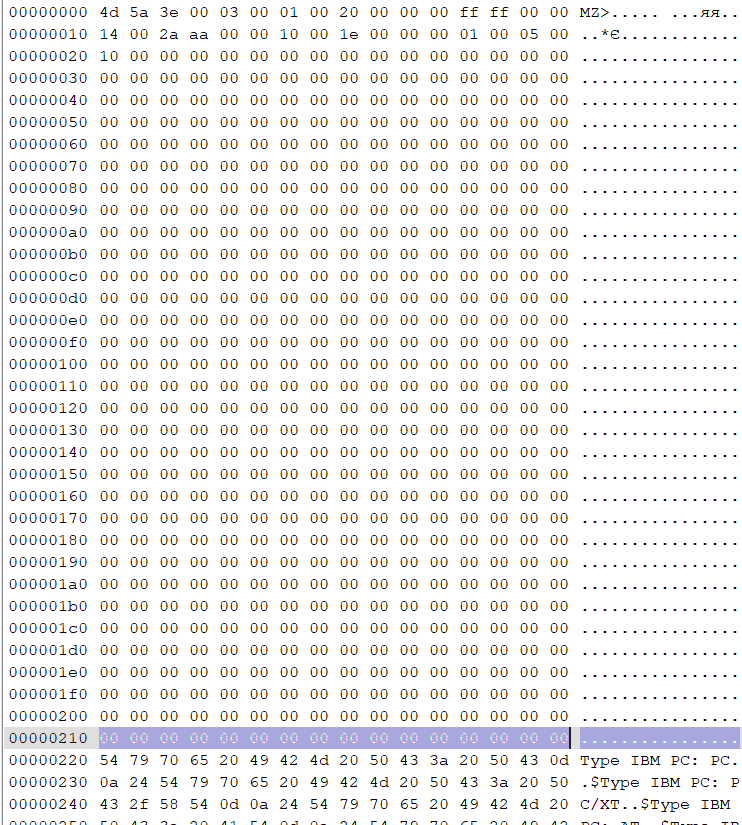 00000000 4d 5a 3e 00 03 00 01 00 20 00 00 00 ff ff 00 00 MZ>..... ...яя..
00000010 14 00 2a aa 00 00 10 00 1e 00 00 00 01 00 05 00 ..*Є............
00000020 10 00 00 00 00 00 00 00 00 00 00 00 00 00 00 00 ................
00000030 00 00 00 00 00 00 00 00 00 00 00 00 00 00 00 00 ................
00000040 00 00 00 00 00 00 00 00 00 00 00 00 00 00 00 00 ................
00000050 00 00 00 00 00 00 00 00 00 00 00 00 00 00 00 00 ................
00000060 00 00 00 00 00 00 00 00 00 00 00 00 00 00 00 00 ................
00000070 00 00 00 00 00 00 00 00 00 00 00 00 00 00 00 00 ................
00000080 00 00 00 00 00 00 00 00 00 00 00 00 00 00 00 00 ................
00000090 00 00 00 00 00 00 00 00 00 00 00 00 00 00 00 00 ................
000000a0 00 00 00 00 00 00 00 00 00 00 00 00 00 00 00 00 ................
000000b0 00 00 00 00 00 00 00 00 00 00 00 00 00 00 00 00 ................
000000c0 00 00 00 00 00 00 00 00 00 00 00 00 00 00 00 00 ................
000000d0 00 00 00 00 00 00 00 00 00 00 00 00 00 00 00 00 ................
000000e0 00 00 00 00 00 00 00 00 00 00 00 00 00 00 00 00 ................
000000f0 00 00 00 00 00 00 00 00 00 00 00 00 00 00 00 00 ................
00000100 00 00 00 00 00 00 00 00 00 00 00 00 00 00 00 00 ................
00000110 00 00 00 00 00 00 00 00 00 00 00 00 00 00 00 00 ................
00000120 00 00 00 00 00 00 00 00 00 00 00 00 00 00 00 00 ................
00000130 00 00 00 00 00 00 00 00 00 00 00 00 00 00 00 00 ................
00000140 00 00 00 00 00 00 00 00 00 00 00 00 00 00 00 00 ................
00000150 00 00 00 00 00 00 00 00 00 00 00 00 00 00 00 00 ................
00000160 00 00 00 00 00 00 00 00 00 00 00 00 00 00 00 00 ................
00000170 00 00 00 00 00 00 00 00 00 00 00 00 00 00 00 00 ................
00000180 00 00 00 00 00 00 00 00 00 00 00 00 00 00 00 00 ................
00000190 00 00 00 00 00 00 00 00 00 00 00 00 00 00 00 00 ................
000001a0 00 00 00 00 00 00 00 00 00 00 00 00 00 00 00 00 ................
000001b0 00 00 00 00 00 00 00 00 00 00 00 00 00 00 00 00 ................
000001c0 00 00 00 00 00 00 00 00 00 00 00 00 00 00 00 00 ................
000001d0 00 00 00 00 00 00 00 00 00 00 00 00 00 00 00 00 ................
000001e0 00 00 00 00 00 00 00 00 00 00 00 00 00 00 00 00 ................
000001f0 00 00 00 00 00 00 00 00 00 00 00 00 00 00 00 00 ................
00000200 00 00 00 00 00 00 00 00 00 00 00 00 00 00 00 00 ................
00000210 00 00 00 00 00 00 00 00 00 00 00 00 00 00 00 00 ................
00000220 54 79 70 65 20 49 42 4d 20 50 43 3a 20 50 43 0d Type IBM PC: PC.
00000230 0a 24 54 79 70 65 20 49 42 4d 20 50 43 3a 20 50 .$Type IBM PC: P
00000240 43 2f 58 54 0d 0a 24 54 79 70 65 20 49 42 4d 20 C/XT..$Type IBM
00000250 50 43 3a 20 41 54 0d 0a 24 54 79 70 65 20 49 42 PC: AT..$Type IB